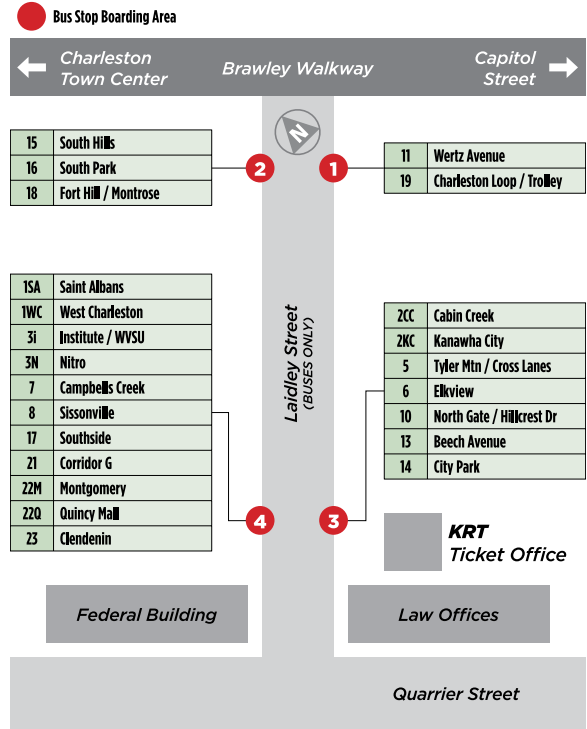 Bus Stop Boarding Area
Charleston
Town Center
Brawley Walkway
Capitol
Street
N
15 South Hills
16 South Park
18 Fort Hill / Montrose
2
1
11 Wertz Avenue
19 Charleston Loop / Trolley
1SA Saint Albans
1WC West Charleston
3i Institute / WVSU
3N Nitro
7 Campbells Creek
8 Sissonville
17 Southside
21 Corridor G
22M Montgomery
22Q Quincy Mall
23 Clendenin
Laidley Street
(BUSES ONLY)
2CC Cabin Creek
2KC Kanawha City
5 Tyler Mtn / Cross Lanes
6 Elkview
10 North Gate / Hillcrest Dr
13 Beech Avenue
14 City Park
4
3
KRT
Ticket Office
Federal Building
Law Offices
Quarrier Street